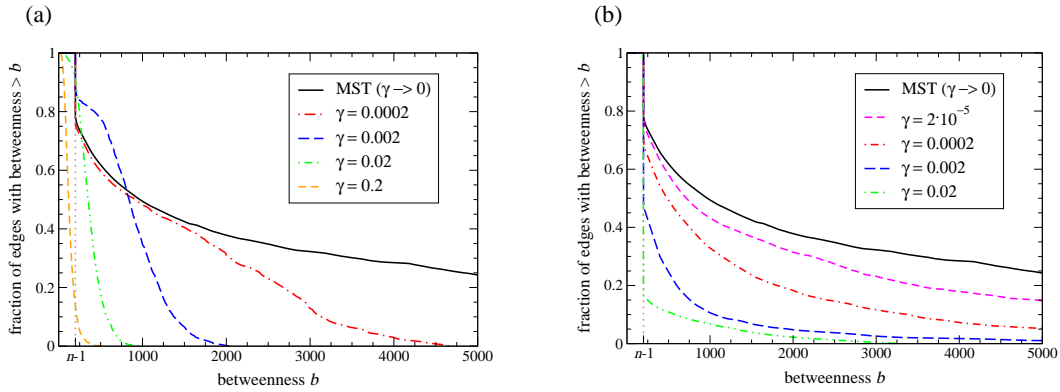 (a)
fraction of edges with betweenness > b
1
0.8
0.6
0.4
0.2
0
n-1
1000
2000
3000
4000
5000
betweenness b
MST (γ −> 0)
γ = 0.0002
γ = 0.002
γ = 0.02
γ = 0.2
(b)
fraction of edges with betweenness > b
1
0.8
0.6
0.4
0.2
0
n-1
1000
2000
3000
4000
5000
betweenness b
MST (γ −> 0)
γ = 2·10⁻⁵
γ = 0.0002
γ = 0.002
γ = 0.02